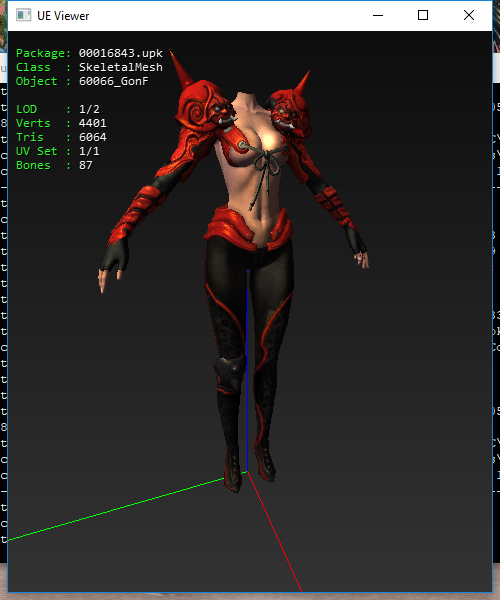 UE Viewer
Package: 00016843.upk
Class : SkeletalMesh
Object : 60066_GonF
LOD : 1/2
Verts : 4401
Tris : 6064
UV Set : 1/1
Bones : 87